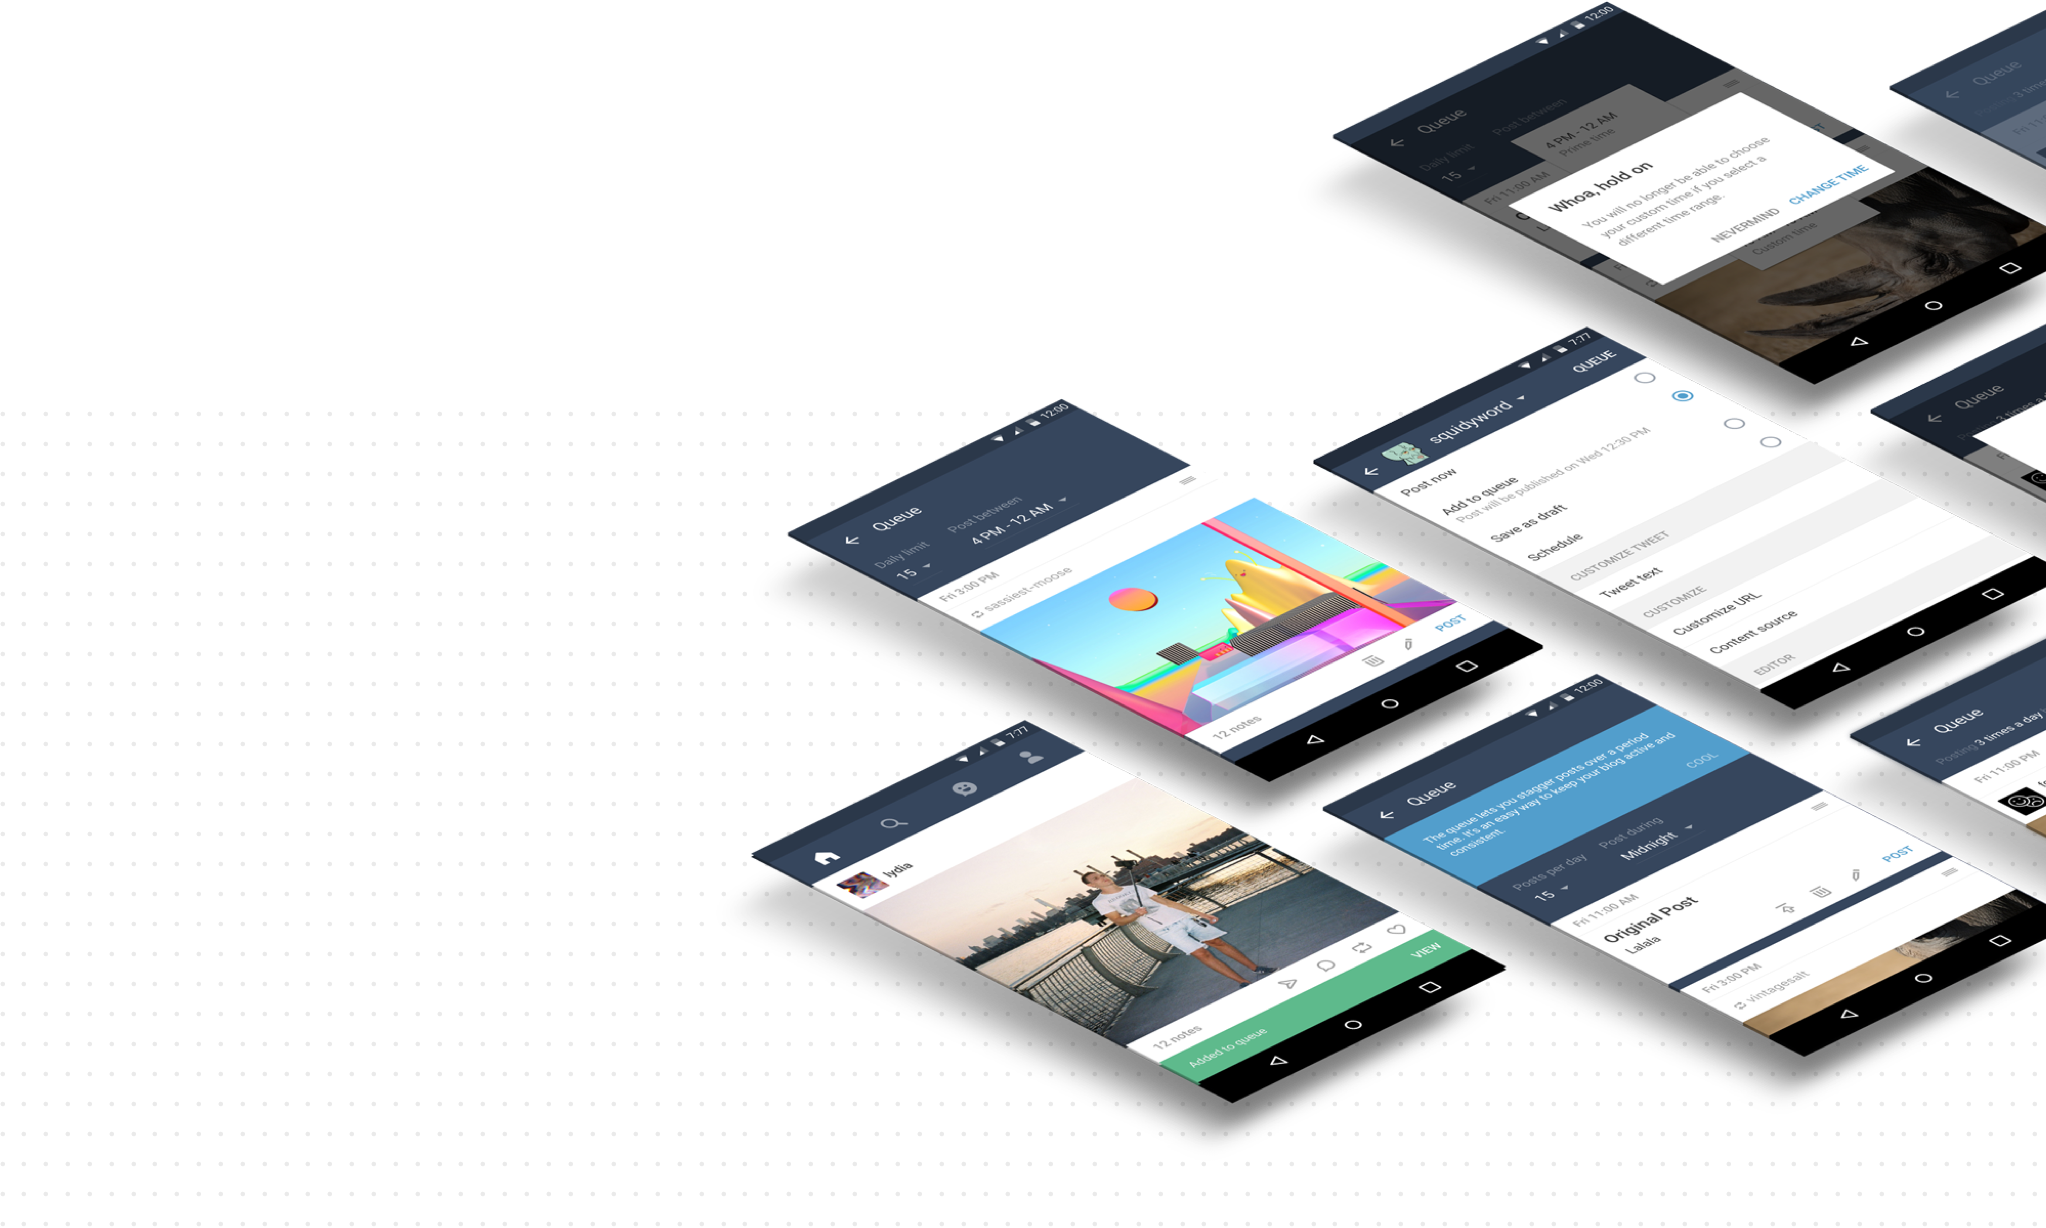 12:00
Queue
Daily limit
15
Post between
4 PM - 12 AM
Prime time
Fri 11:00 AM
Whoa, hold on
You will no longer be able to choose
your custom time if you select a
different time range.
NEVERMIND
CHANGE TIME
Custom time
Queue
3 times
12:00
Queue
Daily limit
15
Post between
4 PM - 12 AM
Fri 3:00 PM
sassiest-moose
12 notes
POST
7:77
squidyword
QUEUE
Post now
Add to queue
Post will be published on Wed 12:30 PM
Save as draft
Schedule
CUSTOMIZE TWEET
Tweet text
CUSTOMIZE
Customize URL
Content source
EDITOR
Queue
3 times a
7:77
lydia
12 notes
Added to queue
VIEW
12:00
Queue
The queue lets you stagger posts over a period
time. It's an easy way to keep your blog active and
consistent.
COOL
Posts per day
15
Post during
Midnight
Fri 11:00 AM
Original Post
Lalala
POST
Fri 3:00 PM
vintagesalt
Queue
Posting 3 times a day
Fri 11:00 PM